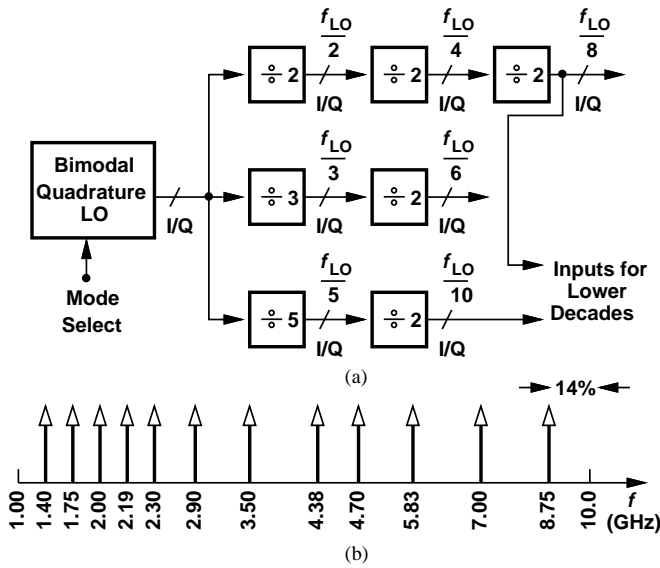 f_LO/2
f_LO/4
f_LO/8
÷ 2
÷ 2
÷ 2
I/Q
I/Q
I/Q
Bimodal
Quadrature
LO
I/Q
f_LO/3
f_LO/6
÷ 3
÷ 2
I/Q
I/Q
Mode
Select
f_LO/5
f_LO/10
÷ 5
÷ 2
I/Q
I/Q
Inputs for
Lower
Decades
(a)
14%
1.00 1.40 1.75 2.00 2.19 2.30 2.90 3.50 4.38 4.70 5.83 7.00 8.75 10.0
f
(GHz)
(b)